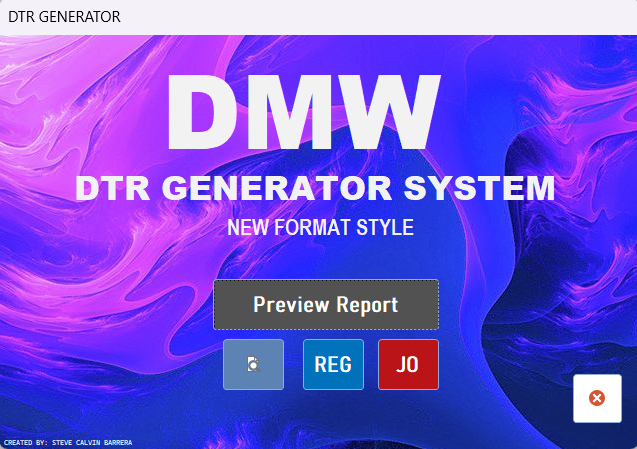 DTR GENERATOR
DMW
DTR GENERATOR SYSTEM
NEW FORMAT STYLE
Preview Report
REG JO
CREATED BY: STEVE CALVIN BARRERA